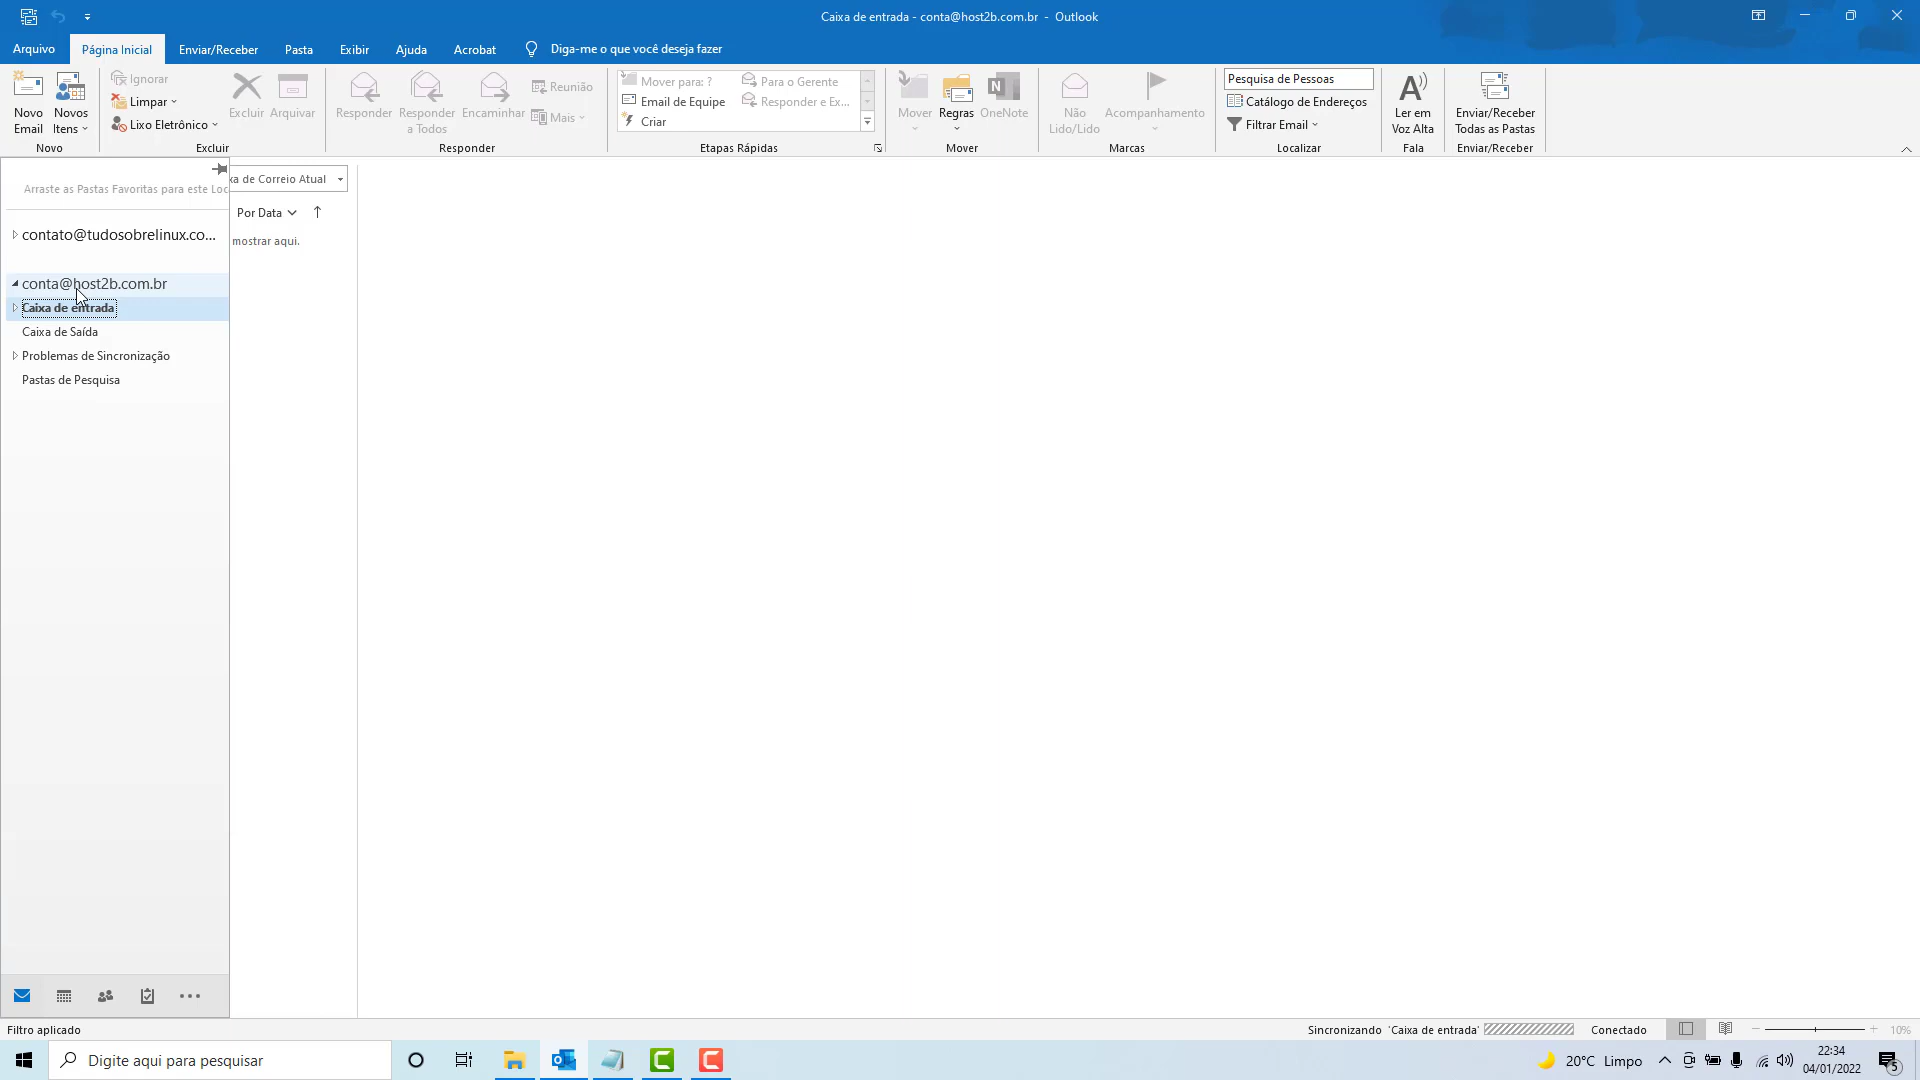 Caixa de entrada - conta@host2b.com.br - Outlook
Arquivo Página Inicial Enviar/Receber Pasta Exibir Ajuda Acrobat Diga-me o que você deseja fazer
Novo Email
Novos Itens
Ignorar
Limpar
Lixo Eletrônico
Excluir
Arquivar
Responder
Responder a Todos
Encaminhar
Reunião
Mais
Mover para: ?
Email de Equipe
Criar
Para o Gerente
Responder e Ex...
Mover
Regras
OneNote
Não Lido/Lido
Acompanhamento
Pesquisa de Pessoas
Catálogo de Endereços
Filtrar Email
Ler em Voz Alta
Enviar/Receber Todas as Pastas
Novo Excluir Responder Etapas Rápidas Mover Marcas Localizar Fala Enviar/Receber
Arraste as Pastas Favoritas para este Loc
xa de Correio Atual
Por Data
mostrar aqui.
contato@tudosobrelinux.co...
conta@host2b.com.br
Caixa de entrada
Caixa de Saída
Problemas de Sincronização
Pastas de Pesquisa
Filtro aplicado
Sincronizando 'Caixa de entrada' Conectado 10%
Digite aqui para pesquisar
20°C Limpo
22:34
04/01/2022
5